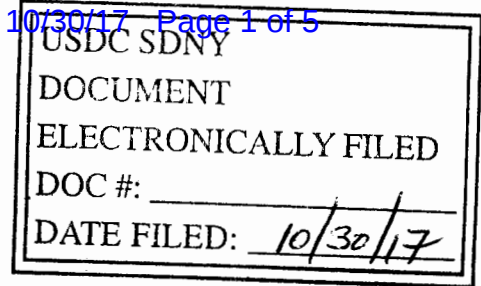 10/30/17 Page 1 of 5
USDC SDNY
DOCUMENT
ELECTRONICALLY FILED
DOC #:
DATE FILED: 10/30/17